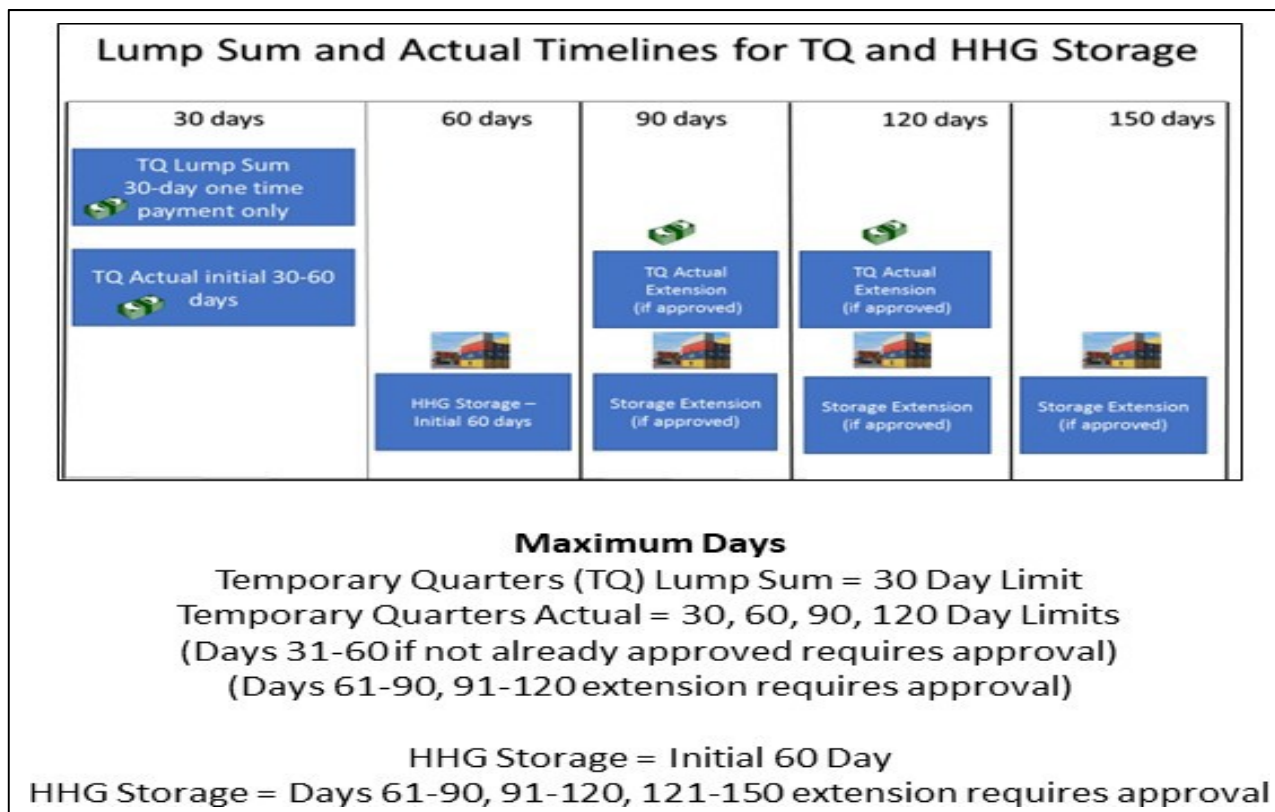 Lump Sum and Actual Timelines for TQ and HHG Storage
30 days
60 days
90 days
120 days
150 days
TQ Lump Sum
30-day one time
payment only
TQ Actual initial 30-60
days
TQ Actual
Extension
(if approved)
TQ Actual
Extension
(if approved)
HHG Storage –
Initial 60 days
Storage Extension
(if approved)
Storage Extension
(if approved)
Storage Extension
(if approved)
Maximum Days
Temporary Quarters (TQ) Lump Sum = 30 Day Limit
Temporary Quarters Actual = 30, 60, 90, 120 Day Limits
(Days 31-60 if not already approved requires approval)
(Days 61-90, 91-120 extension requires approval)
HHG Storage = Initial 60 Day
HHG Storage = Days 61-90, 91-120, 121-150 extension requires approval